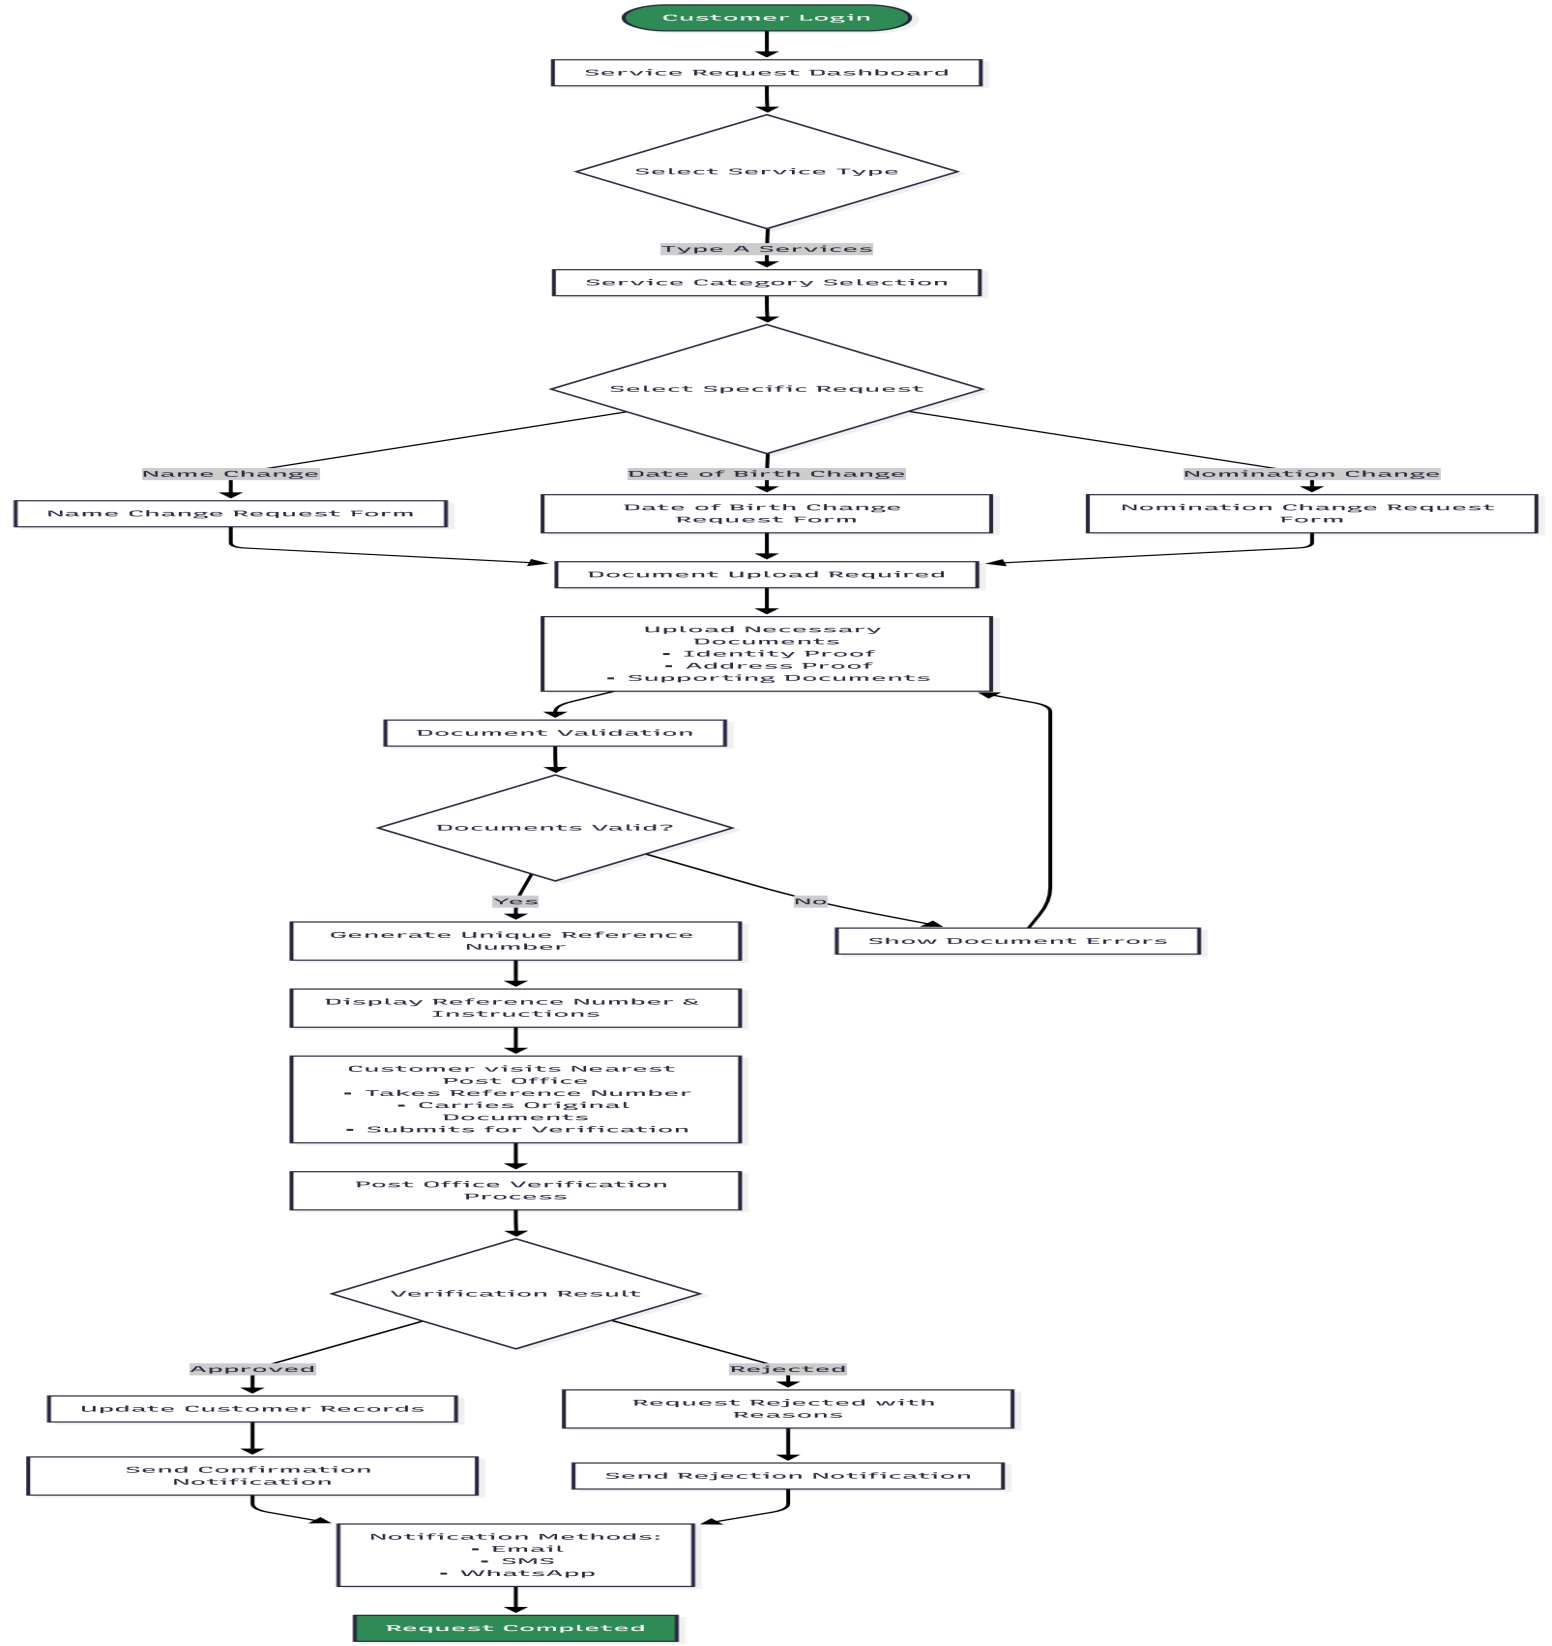 Customer Login
Service Request Dashboard
Select Service Type
Type A Services
Service Category Selection
Select Specific Request
Name Change
Date of Birth Change
Nomination Change
Name Change Request Form
Date of Birth Change
Request Form
Nomination Change Request
Form
Document Upload Required
Upload Necessary
Documents
- Identity Proof
- Address Proof
- Supporting Documents
Document Validation
Documents Valid?
Yes
No
Generate Unique Reference
Number
Show Document Errors
Display Reference Number &
Instructions
Customer visits Nearest
Post Office
- Takes Reference Number
- Carries Original
Documents
- Submits for Verification
Post Office Verification
Process
Verification Result
Approved
Rejected
Update Customer Records
Request Rejected with
Reasons
Send Confirmation
Notification
Send Rejection Notification
Notification Methods:
- Email
- SMS
- WhatsApp
Request Completed